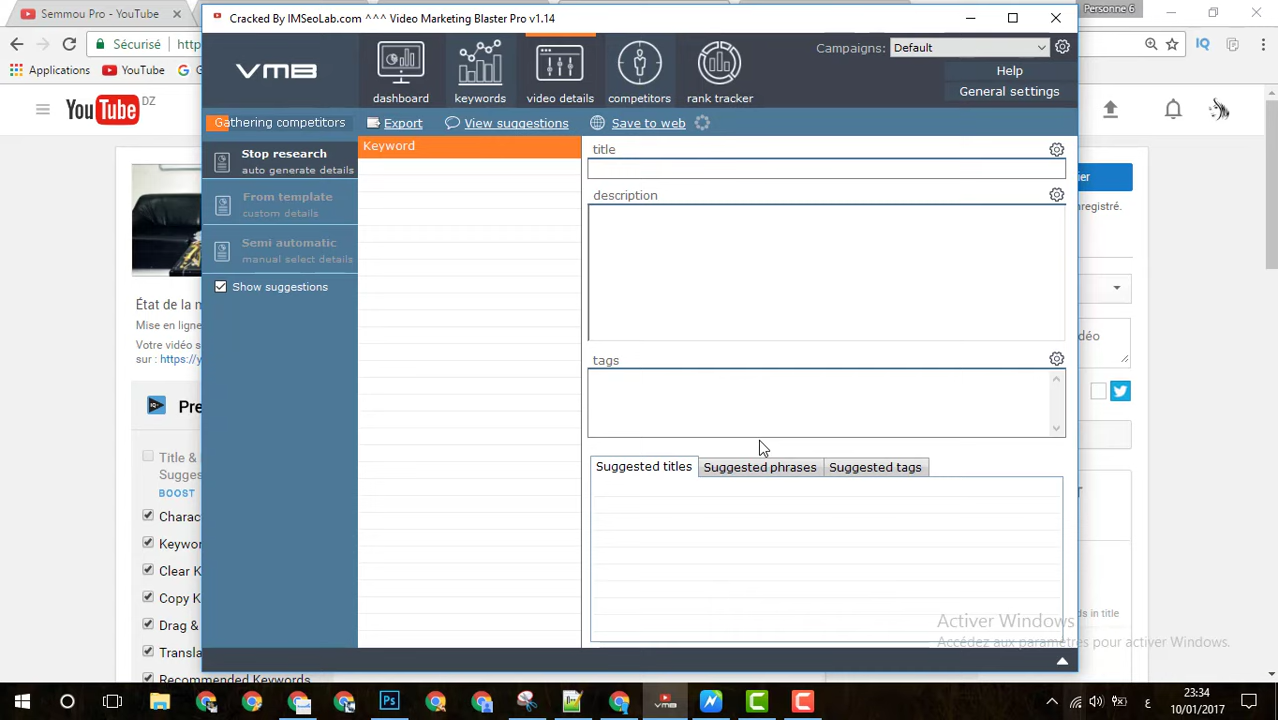 Semmou Pro - YouTube
Personne 6
Cracked By IMSeoLab.com ^^^ Video Marketing Blaster Pro v1.14
Sécurisé
Applications
YouTube
vmb
dashboard
keywords
video details
competitors
rank tracker
Campaigns:
Default
Help
General settings
YouTube DZ
Gathering competitors
Export
View suggestions
Save to web
Stop research
auto generate details
From template
custom details
Semi automatic
manual select details
Show suggestions
Keyword
title
description
tags
Suggested titles
Suggested phrases
Suggested tags
ier
egistré.
déo
ds in title
État de la m
Mise en ligne
Votre vidéo s
sur : https://y
Pre
Title &
Sugges
BOOST
Charac
Keywor
Clear K
Copy K
Drag &
Transla
Recommended Keywords
Activer Windows
Accédez aux paramètres pour activer Windows.
23:34
10/01/2017